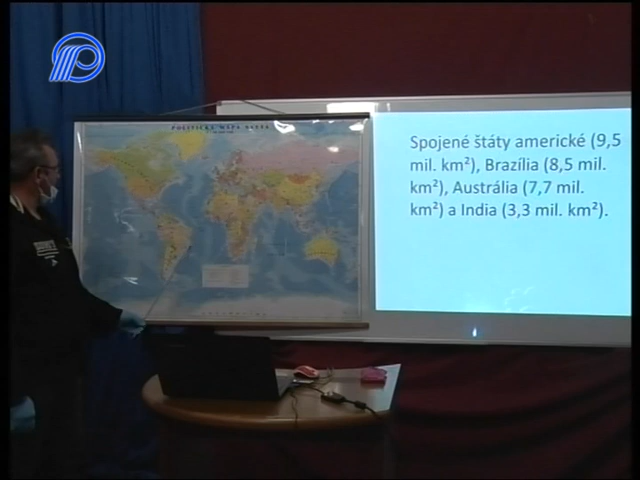 POLITICKÁ MAPA SVETA
Spojené štáty americké (9,5
mil. km²), Brazília (8,5 mil.
km²), Austrália (7,7 mil.
km²) a India (3,3 mil. km²).